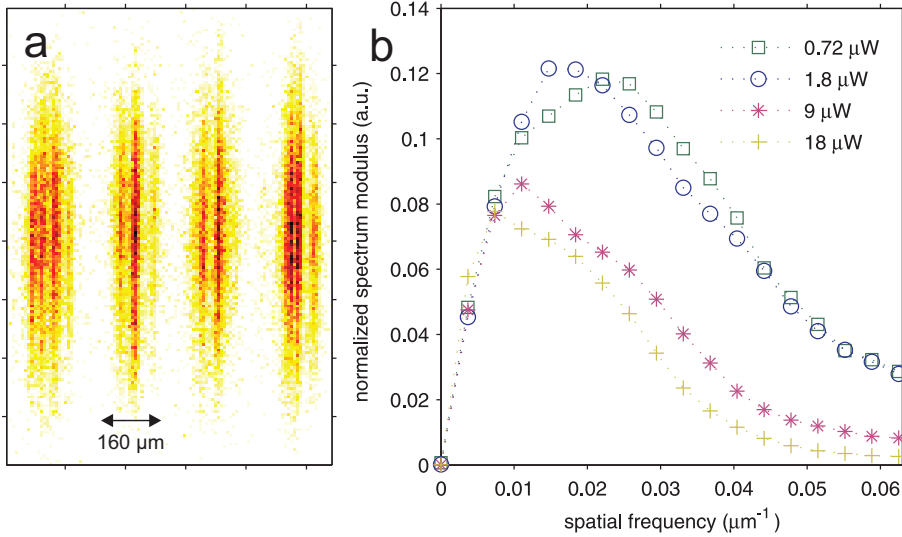 a
160 μm
b
normalized spectrum modulus (a.u.)
0.14
0.12
0.10
0.08
0.06
0.04
0.02
0
0 0.01 0.02 0.03 0.04 0.05 0.06
spatial frequency (μm⁻¹)
0.72 μW
1.8 μW
9 μW
18 μW